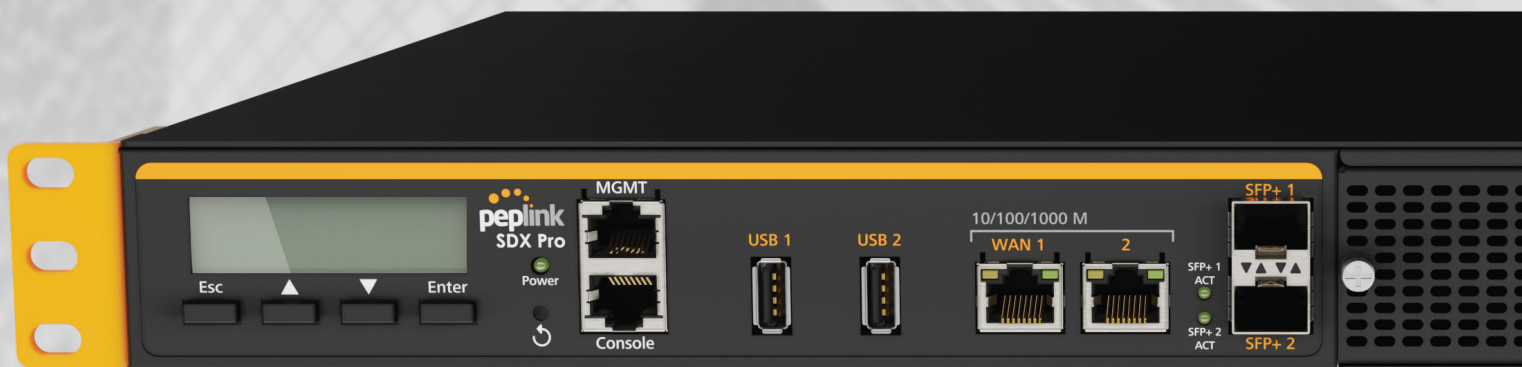 peplink
SDX Pro
Power
Esc
Enter
MGMT
Console
USB 1
USB 2
10/100/1000 M
WAN 1
2
SFP+ 1
ACT
SFP+ 2
ACT
SFP+ 1
SFP+ 2